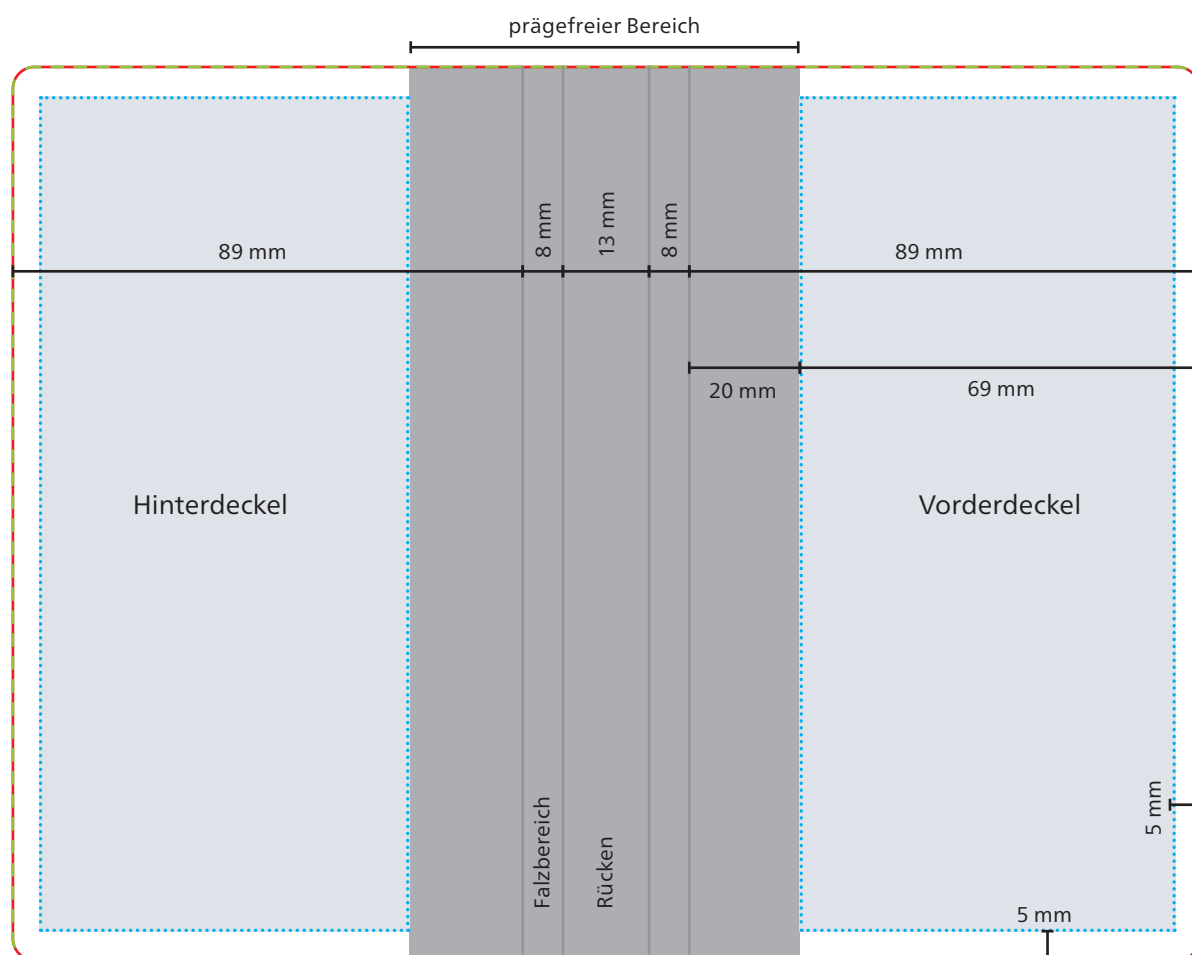 prägefreier Bereich
89 mm
8 mm
13 mm
8 mm
89 mm
20 mm
69 mm
Hinterdeckel
Vorderdeckel
Falzbereich
Rücken
5 mm
5 mm